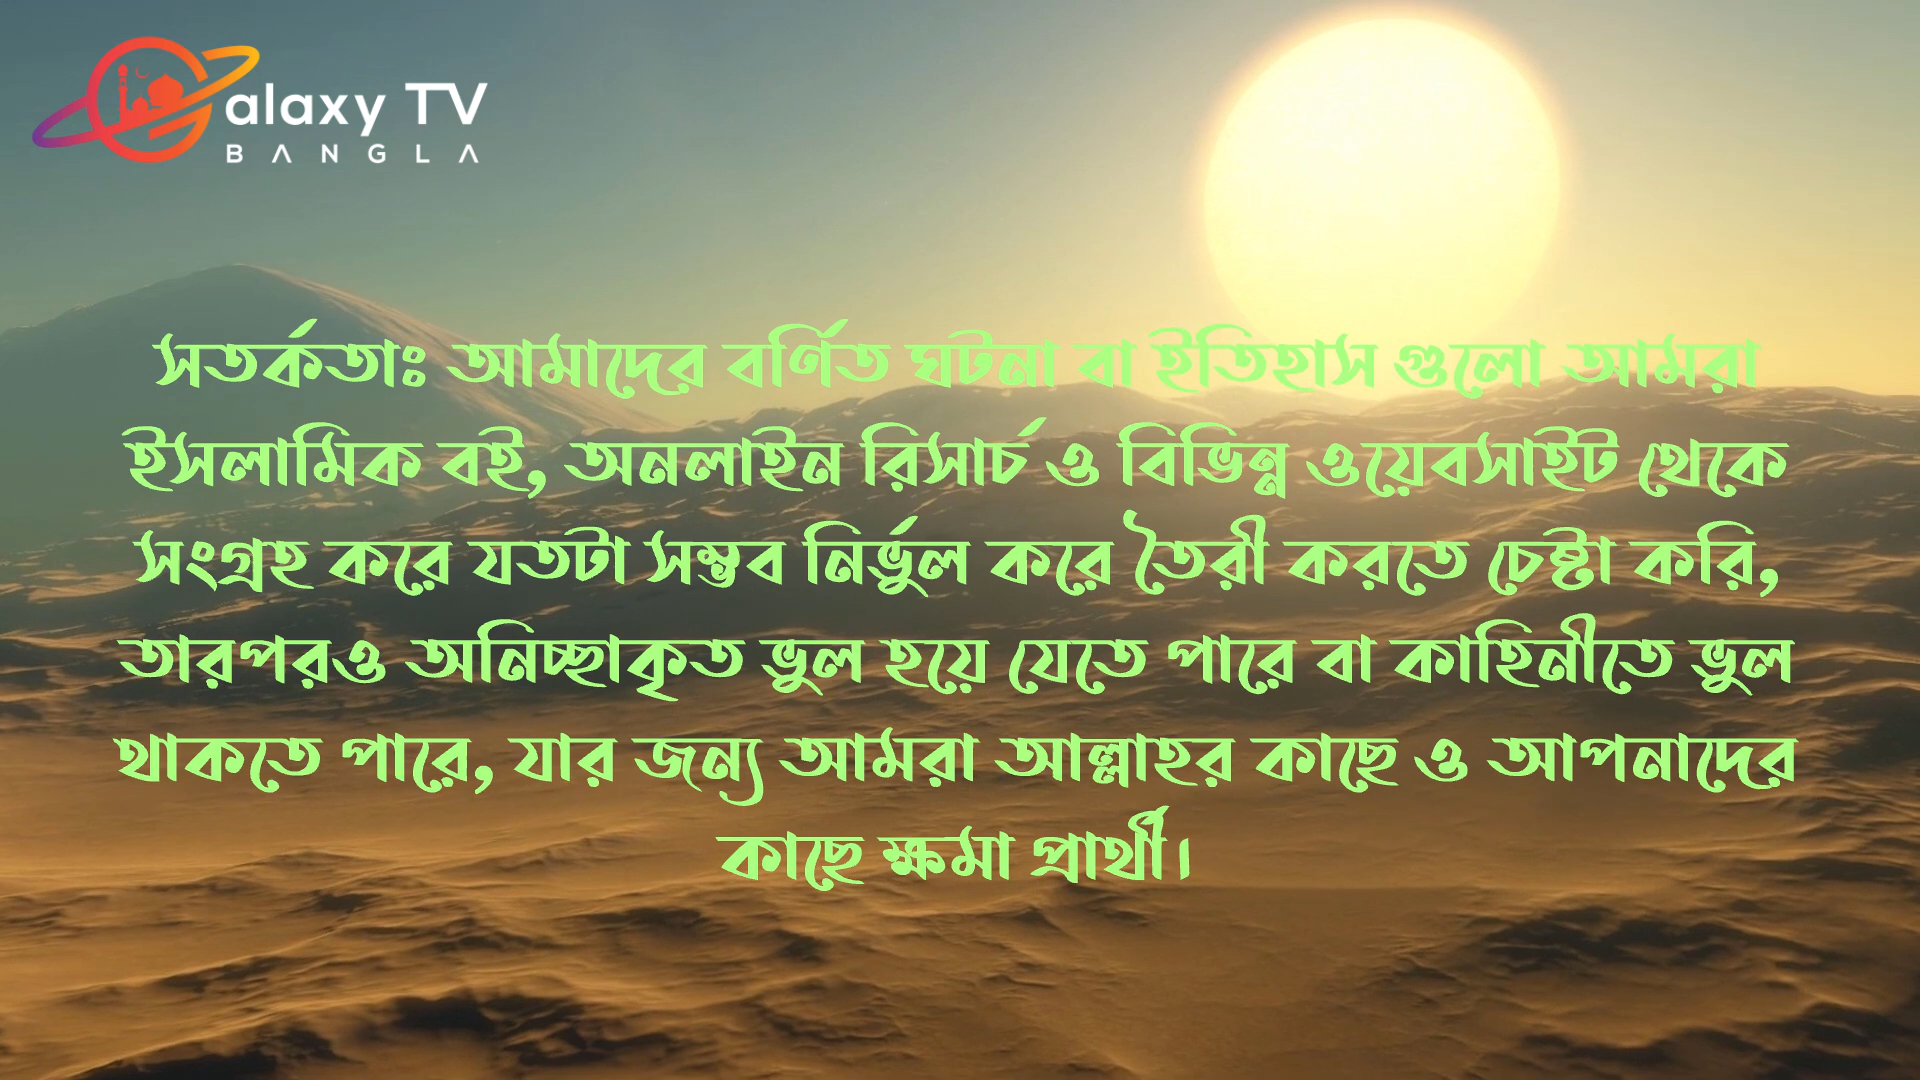 Galaxy TV
BANGLA
সতর্কতাঃ আমাদের বর্ণিত ঘটনা বা ইতিহাস গুলো আমরা
ইসলামিক বই, অনলাইন রিসার্চ ও বিভিন্ন ওয়েবসাইট থেকে
সংগ্রহ করে যতটা সম্ভব নির্ভুল করে তৈরী করতে চেষ্টা করি,
তারপরও অনিচ্ছাকৃত ভুল হয়ে যেতে পারে বা কাহিনীতে ভুল
থাকতে পারে, যার জন্য আমরা আল্লাহর কাছে ও আপনাদের
কাছে ক্ষমা প্রার্থী।